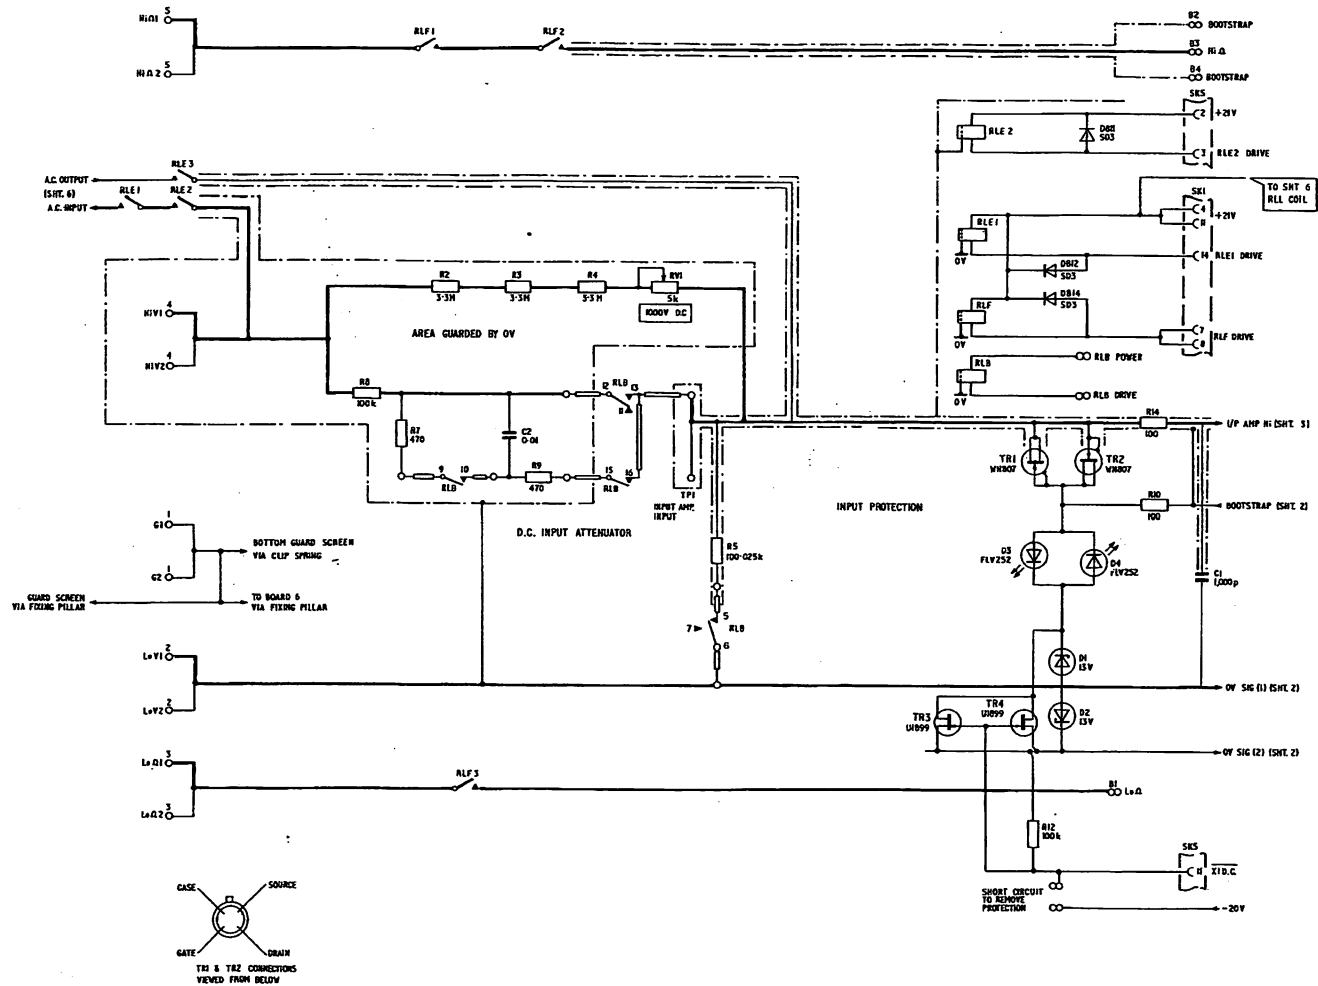 HiΩ1 5
HiΩ2 5
RLF1
RLF2
B2 BOOTSTRAP
B3 HiΩ
B4 BOOTSTRAP
SK5
2 +21V
RLE 2
DB11
SD3
3 RLE2 DRIVE
RLE 3
A.C. OUTPUT
(SHT. 6)
RLE1
RLE2
A.C. INPUT
TO SHT 6
RLL COIL
SK1
4
+21V
11
RLE1
0V
14 RLE1 DRIVE
DB12
SD3
DB14
SD3
RLF
0V
7
RLF DRIVE
8
RLB POWER
RLB
0V
RLB DRIVE
R2
3·3M
R3
3·3M
R4
3·3M
RV1
5k
1000V D.C
AREA GUARDED BY 0V
HiV1 4
HiV2 4
R8
100k
R7
470
C2
0·01
12 RLB 13
11
9 10
RLB
R9
470
15 16
RLB
TP1
INPUT AMP.
INPUT
D.C. INPUT ATTENUATOR
R14
100
I/P AMP Hi (SHT. 3)
TR1
WN807
TR2
WN807
R10
100
BOOTSTRAP (SHT. 2)
INPUT PROTECTION
D3
FLV252
D4
FLV252
C1
1,000p
R5
100·025k
5
7 RLB
6
G1 1
G2 1
BOTTOM GUARD SCREEN
VIA CLIP SPRING
GUARD SCREEN
VIA FIXING PILLAR
TO BOARD 6
VIA FIXING PILLAR
LoV1 2
LoV2 2
D1
13V
0V SIG (1) (SHT. 2)
TR3
U1899
TR4
U1899
D2
13V
0V SIG (2) (SHT. 2)
LoΩ1 3
LoΩ2 3
RLF3
B1 LoΩ
R12
100k
SK5
11 X1 D.C.
SHORT CIRCUIT
TO REMOVE
PROTECTION
-20V
CASE
SOURCE
GATE
DRAIN
TR1 & TR2 CONNECTIONS
VIEWED FROM BELOW